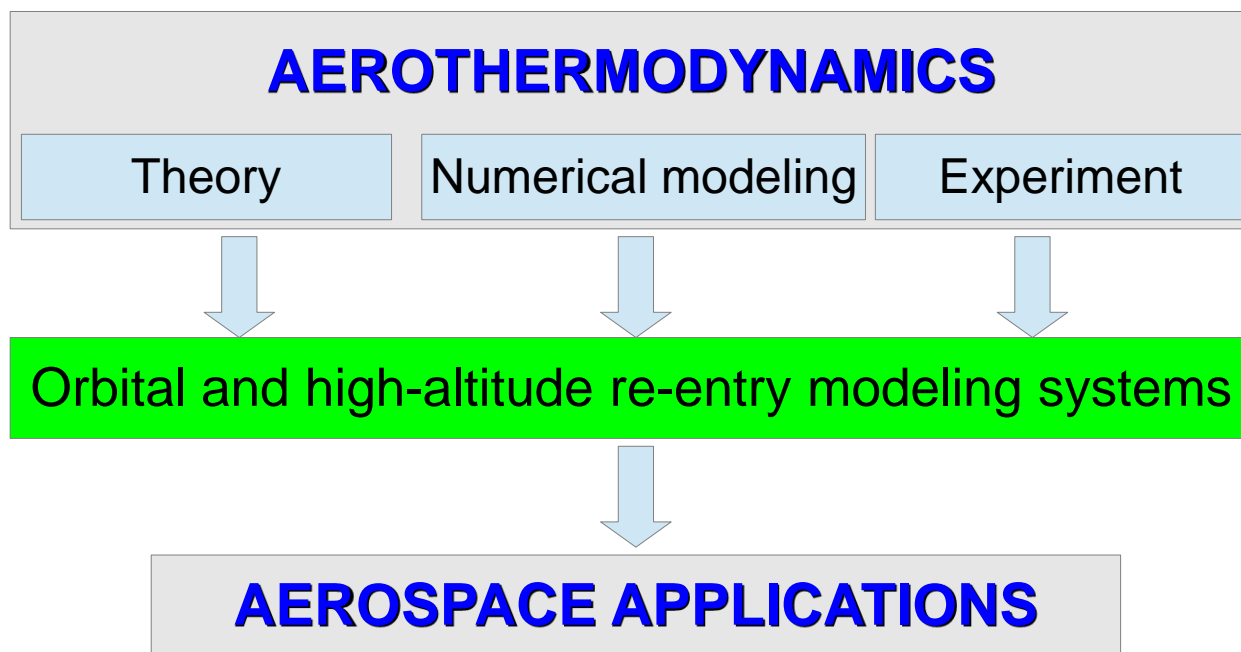 AEROTHERMODYNAMICS
Theory Numerical modeling Experiment
Orbital and high-altitude re-entry modeling systems
AEROSPACE APPLICATIONS